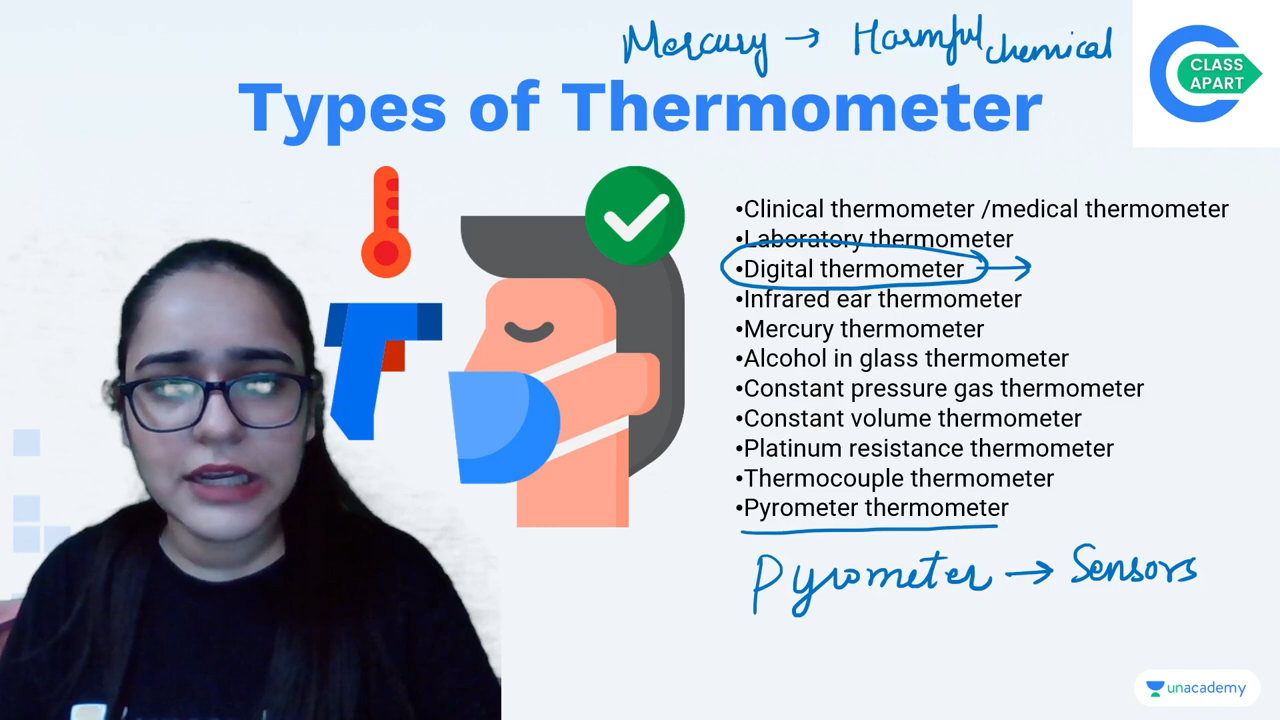 Mercury → Harmful chemical
CLASS
APART
Types of Thermometer
•Clinical thermometer /medical thermometer
•Laboratory thermometer
•Digital thermometer →
•Infrared ear thermometer
•Mercury thermometer
•Alcohol in glass thermometer
•Constant pressure gas thermometer
•Constant volume thermometer
•Platinum resistance thermometer
•Thermocouple thermometer
•Pyrometer thermometer
Pyrometer → Sensors
unacademy